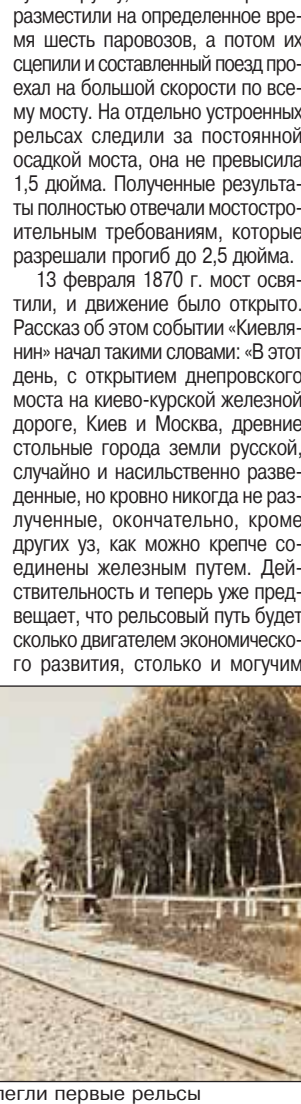 разместили на определенное вре-
мя шесть паровозов, а потом их
сцепили и составленный поезд про-
ехал на большой скорости по все-
му мосту. На отдельно устроенных
рельсах следили за постоянной
осадкой моста, она не превысила
1,5 дюйма. Полученные результа-
ты полностью отвечали мостостро-
ительным требованиям, которые
разрешали прогиб до 2,5 дюйма.
13 февраля 1870 г. мост освя-
тили, и движение было открыто.
Рассказ об этом событии «Киевля-
нин» начал такими словами: «В этот
день, с открытием днепровского
моста на киево-курской железной
дороге, Киев и Москва, древние
стольные города земли русской,
случайно и насильственно разве-
денные, но кровно никогда не раз-
лученные, окончательно, кроме
других уз, как можно крепче со-
единены железным путем. Дей-
ствительность и теперь уже пред-
вещает, что рельсовый путь будет
сколько двигателем экономическо-
го развития, столько и могучим
легли первые рельсы